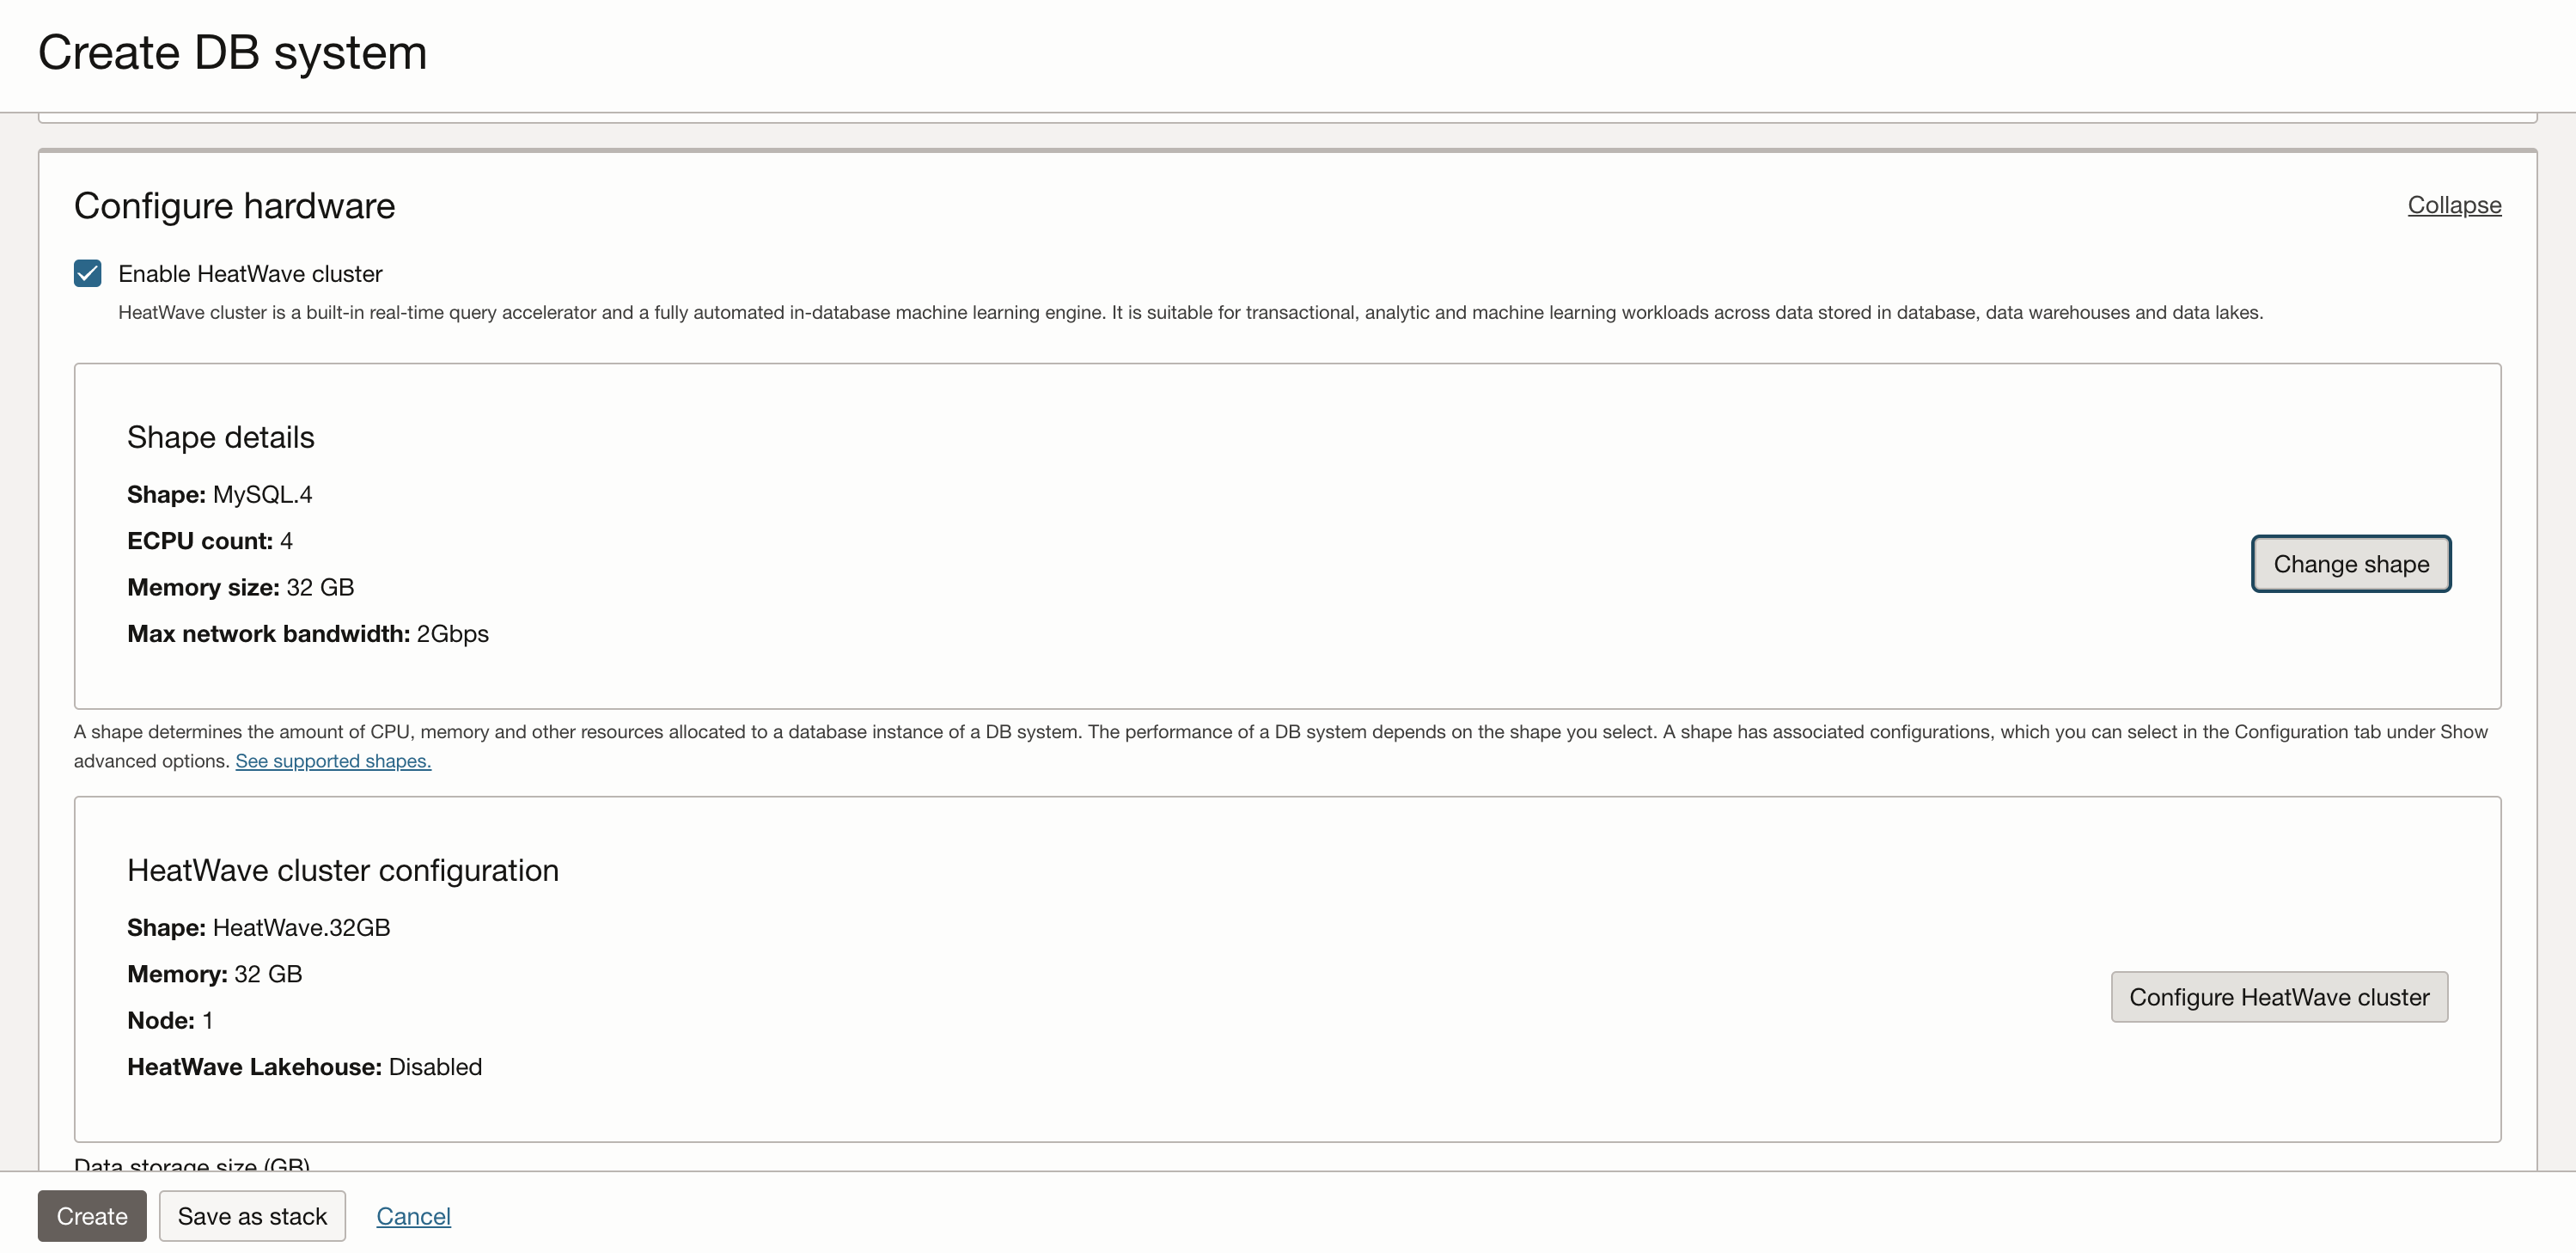 Create DB system
Configure hardware
Collapse
Enable HeatWave cluster
HeatWave cluster is a built-in real-time query accelerator and a fully automated in-database machine learning engine. It is suitable for transactional, analytic and machine learning workloads across data stored in database, data warehouses and data lakes.
Shape details
Shape: MySQL.4
ECPU count: 4
Memory size: 32 GB
Max network bandwidth: 2Gbps
Change shape
A shape determines the amount of CPU, memory and other resources allocated to a database instance of a DB system. The performance of a DB system depends on the shape you select. A shape has associated configurations, which you can select in the Configuration tab under Show
advanced options. See supported shapes.
HeatWave cluster configuration
Shape: HeatWave.32GB
Memory: 32 GB
Node: 1
HeatWave Lakehouse: Disabled
Configure HeatWave cluster
Data storage size (GB)
Create
Save as stack
Cancel